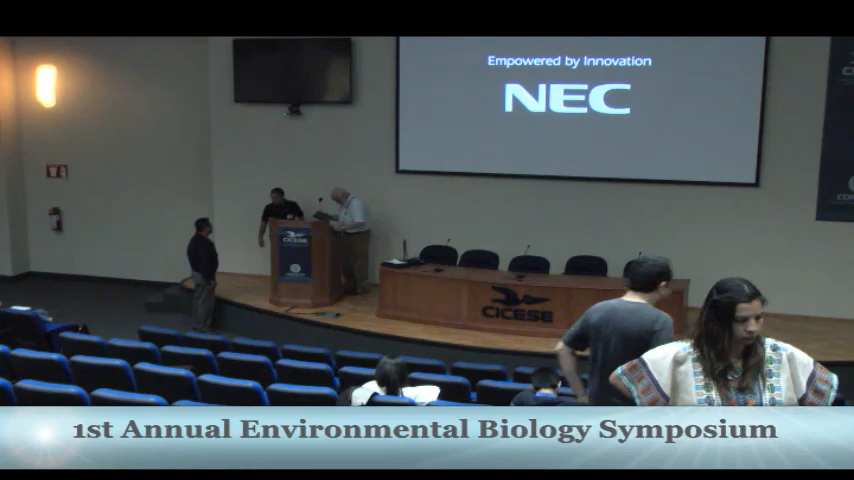 Empowered by Innovation
NEC
CICESE
CICESE
1st Annual Environmental Biology Symposium